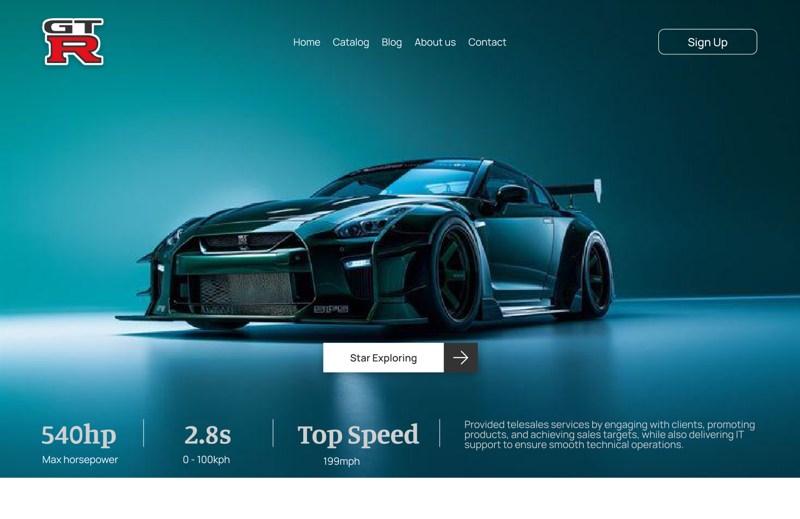 GT
R
Home Catalog Blog About us Contact
Sign Up
Start Exploring
540hp
Max horsepower
2.8s
0 - 100kph
Top Speed
199mph
Provided telesales services by engaging with clients, promoting
products, and achieving sales targets, while also delivering IT
support to ensure smooth technical operations.